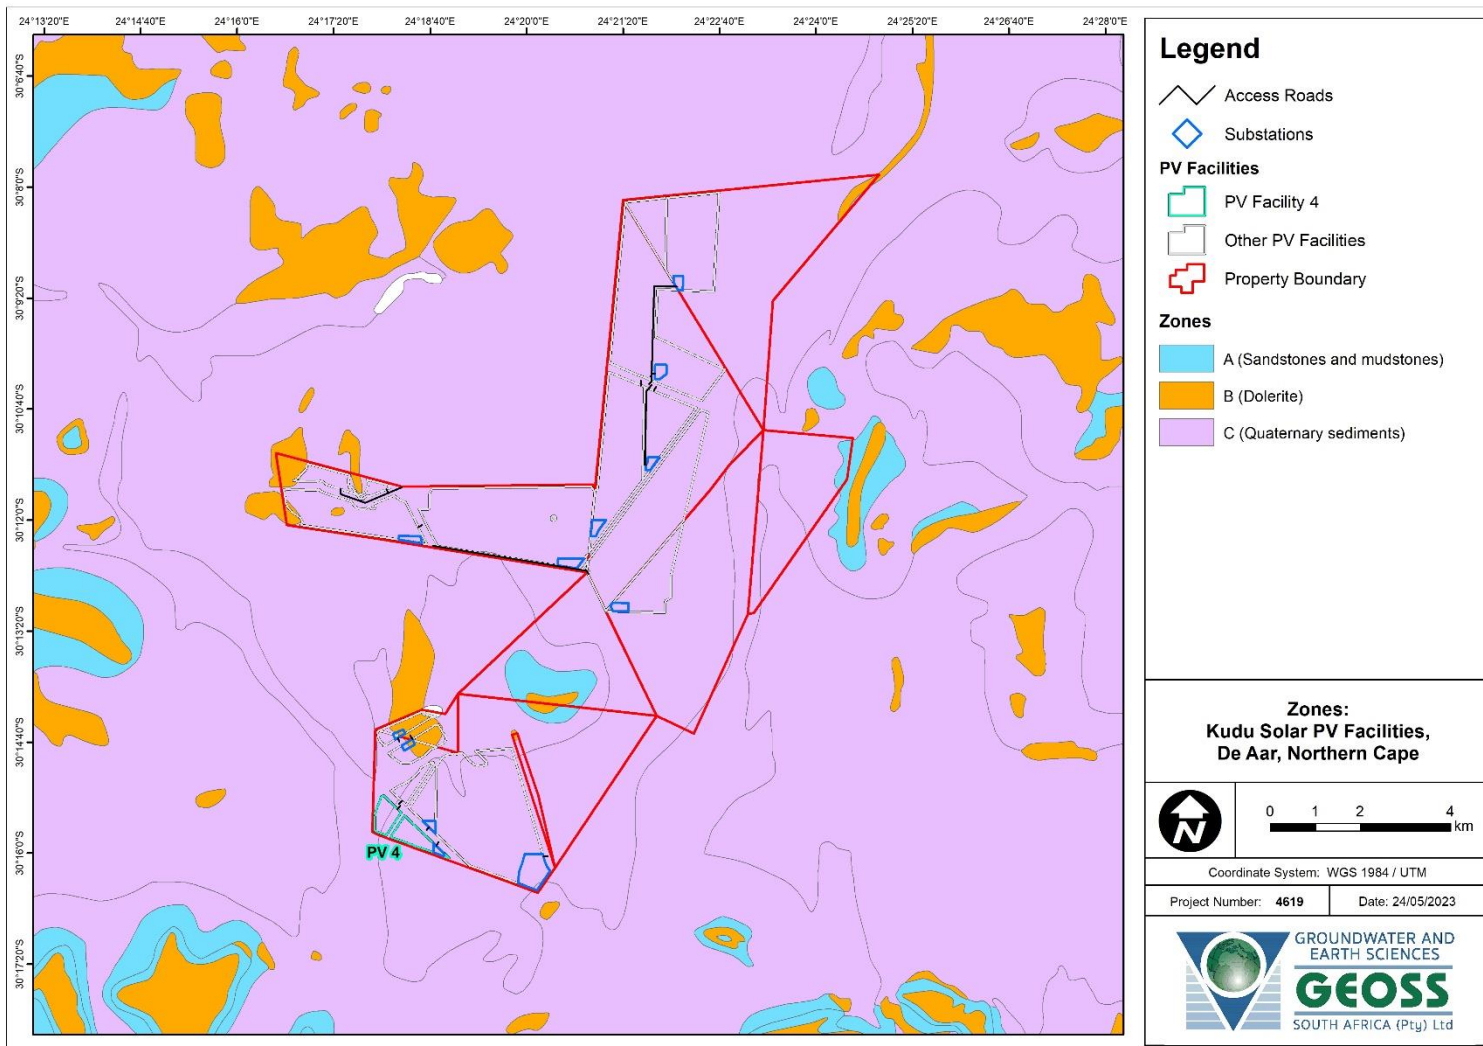 24°13'20"E 24°14'40"E 24°16'0"E 24°17'20"E 24°18'40"E 24°20'0"E 24°21'20"E 24°22'40"E 24°24'0"E 24°25'20"E 24°26'40"E 24°28'0"E
30°6'40"S
30°8'0"S
30°9'20"S
30°10'40"S
30°12'0"S
30°13'20"S
30°14'40"S
30°16'0"S
30°17'20"S
PV 4
Legend
Access Roads
Substations
PV Facilities
PV Facility 4
Other PV Facilities
Property Boundary
Zones
A (Sandstones and mudstones)
B (Dolerite)
C (Quaternary sediments)
Zones:
Kudu Solar PV Facilities,
De Aar, Northern Cape
N
0 1 2 4
km
Coordinate System: WGS 1984 / UTM
Project Number: 4619 Date: 24/05/2023
GROUNDWATER AND
EARTH SCIENCES
GEOSS
SOUTH AFRICA (Pty) Ltd